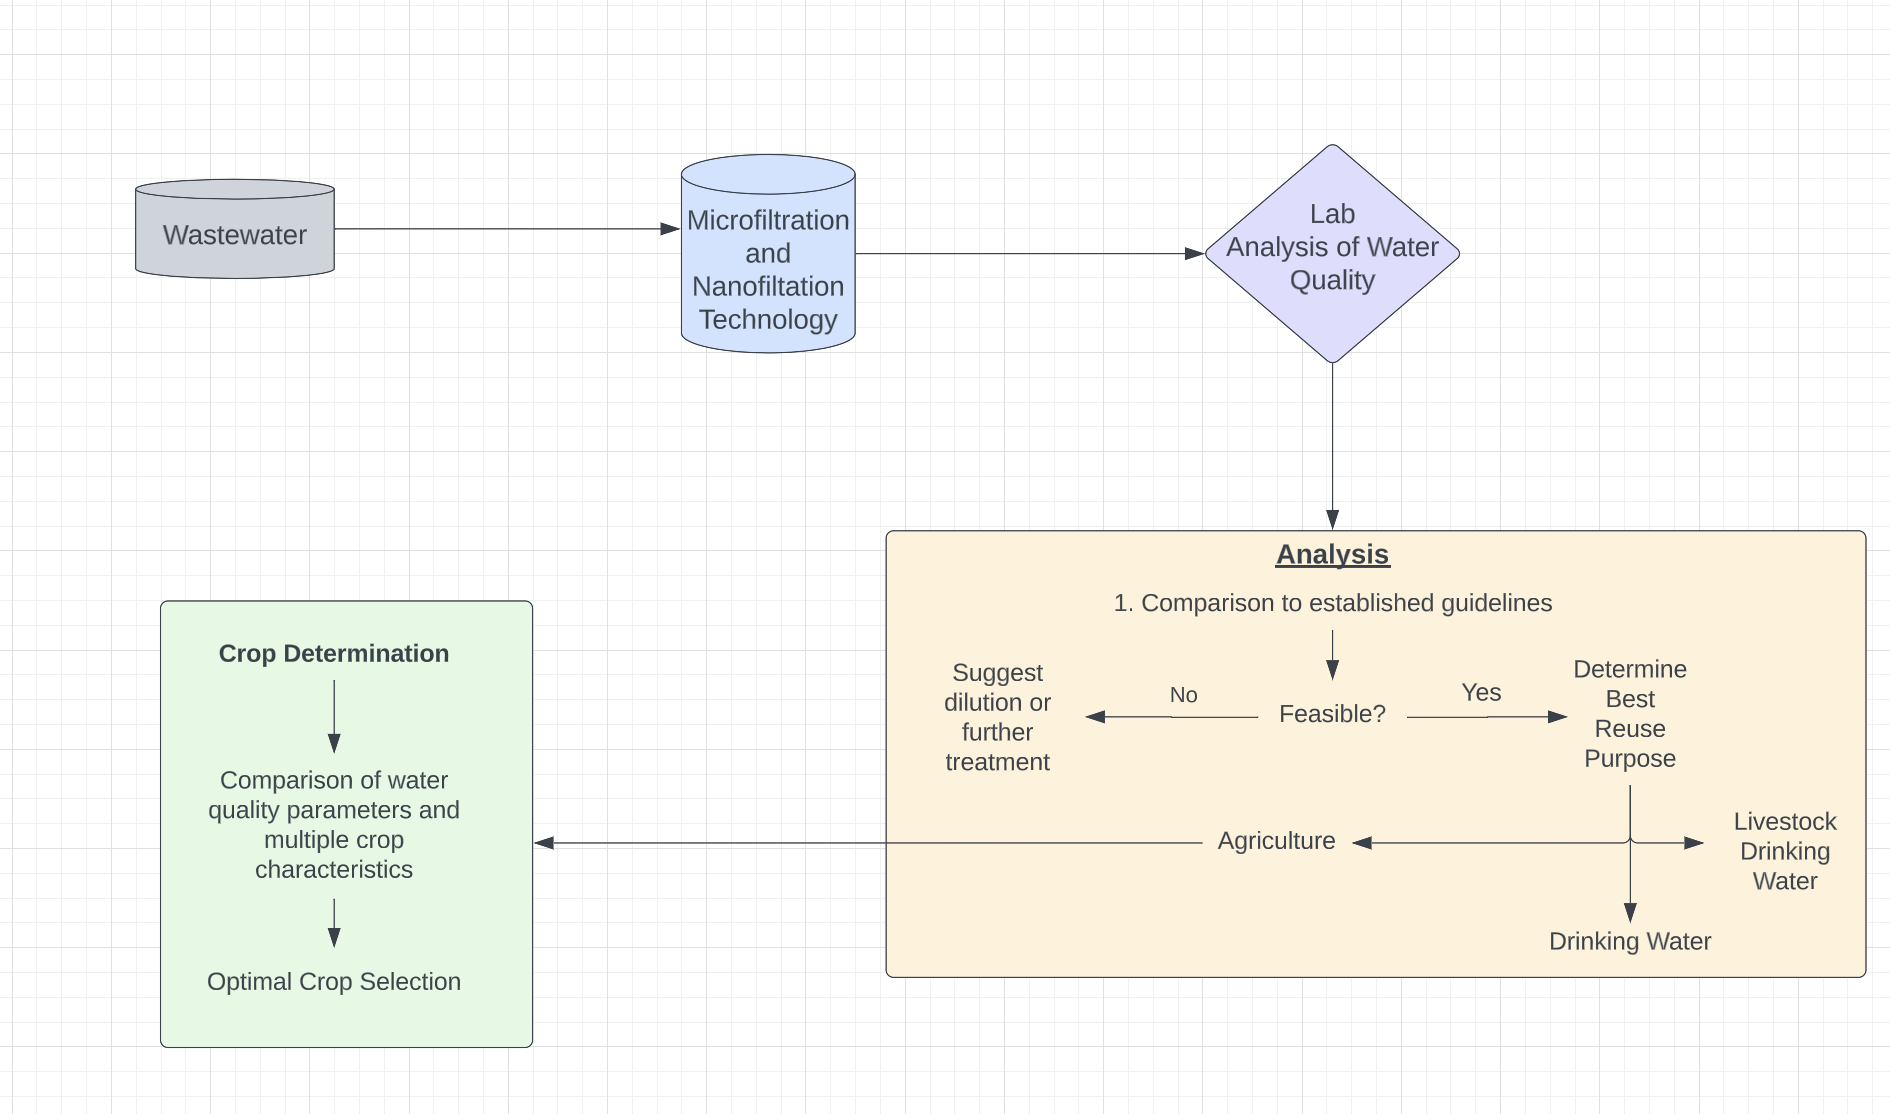 Wastewater
Microfiltration
and
Nanofiltation
Technology
Lab
Analysis of Water
Quality
Analysis
1. Comparison to established guidelines
Suggest
dilution or
further
treatment
No
Feasible?
Yes
Determine
Best
Reuse
Purpose
Agriculture
Livestock
Drinking
Water
Drinking Water
Crop Determination
Comparison of water
quality parameters and
multiple crop
characteristics
Optimal Crop Selection